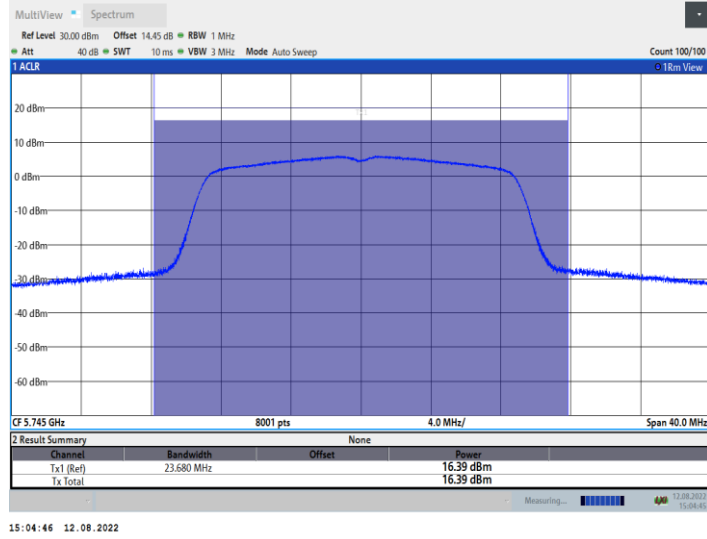 MultiView Spectrum
Ref Level 30.00 dBm Offset 14.45 dB RBW 1 MHz
Att 40 dB SWT 10 ms VBW 3 MHz Mode Auto Sweep Count 100/100
1 ACLR 1Rm View
20 dBm
10 dBm
0 dBm
-10 dBm
-20 dBm
-30 dBm
-40 dBm
-50 dBm
-60 dBm
CF 5.745 GHz 8001 pts 4.0 MHz/ Span 40.0 MHz
2 Result Summary None
Channel Bandwidth Offset Power
Tx1 (Ref) 23.680 MHz 16.39 dBm
Tx Total 16.39 dBm
Measuring... 12.08.2022
15:04:45
15:04:46 12.08.2022